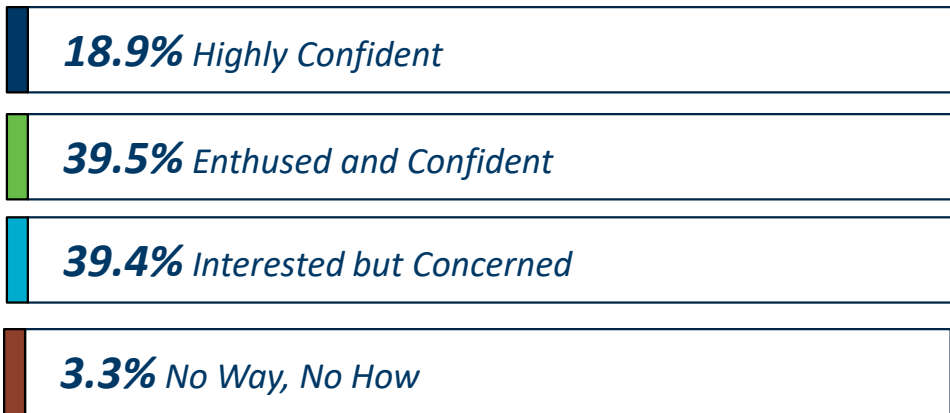 18.9% Highly Confident
39.5% Enthused and Confident
39.4% Interested but Concerned
3.3% No Way, No How